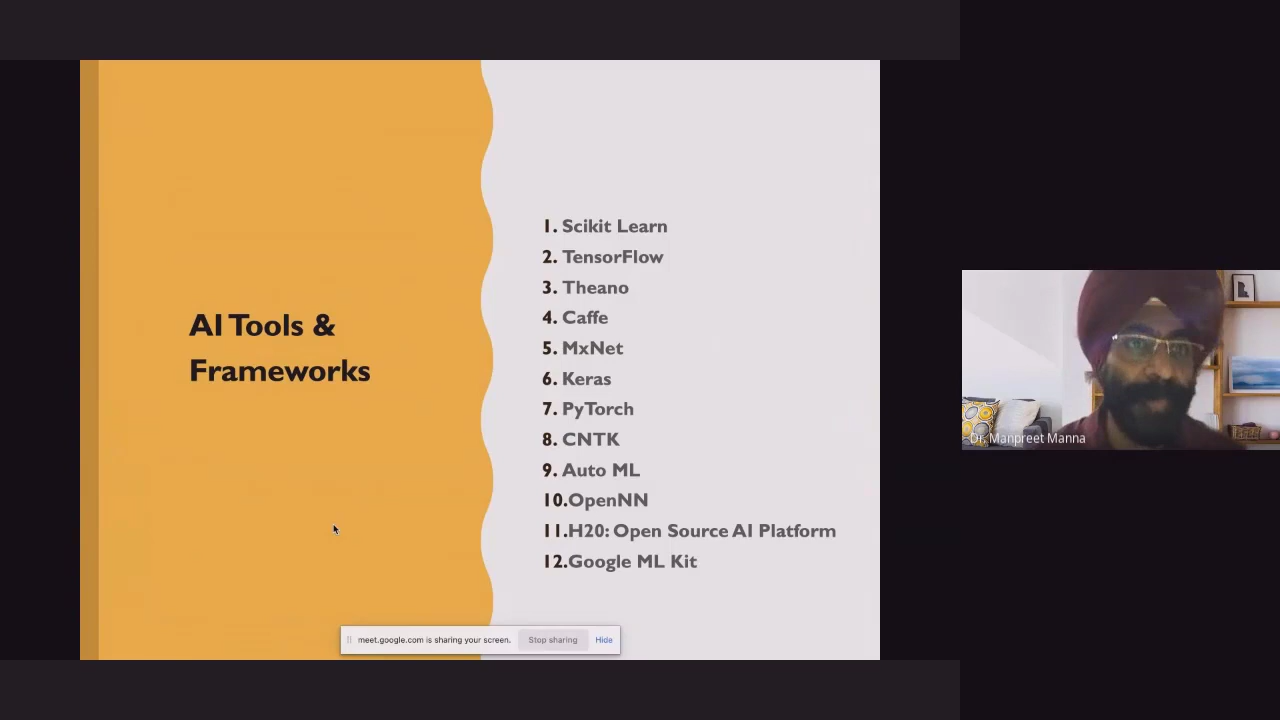 AI Tools &
Frameworks
1. Scikit Learn
2. TensorFlow
3. Theano
4. Caffe
5. MxNet
6. Keras
7. PyTorch
8. CNTK
9. Auto ML
10.OpenNN
11.H20: Open Source AI Platform
12.Google ML Kit
meet.google.com is sharing your screen. Stop sharing Hide
Dr. Manpreet Manna